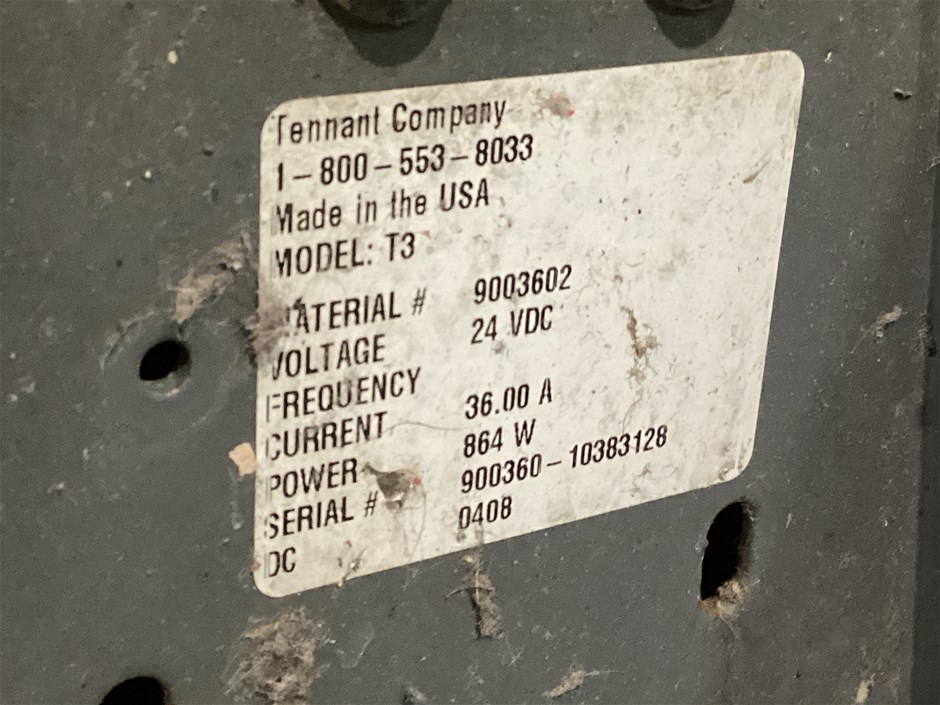 Tennant Company
1-800-553-8033
Made in the USA
MODEL: T3
MATERIAL # 9003602
VOLTAGE 24 VDC
FREQUENCY
CURRENT 36.00 A
POWER 864 W
SERIAL # 900360-10383128
DC 0408